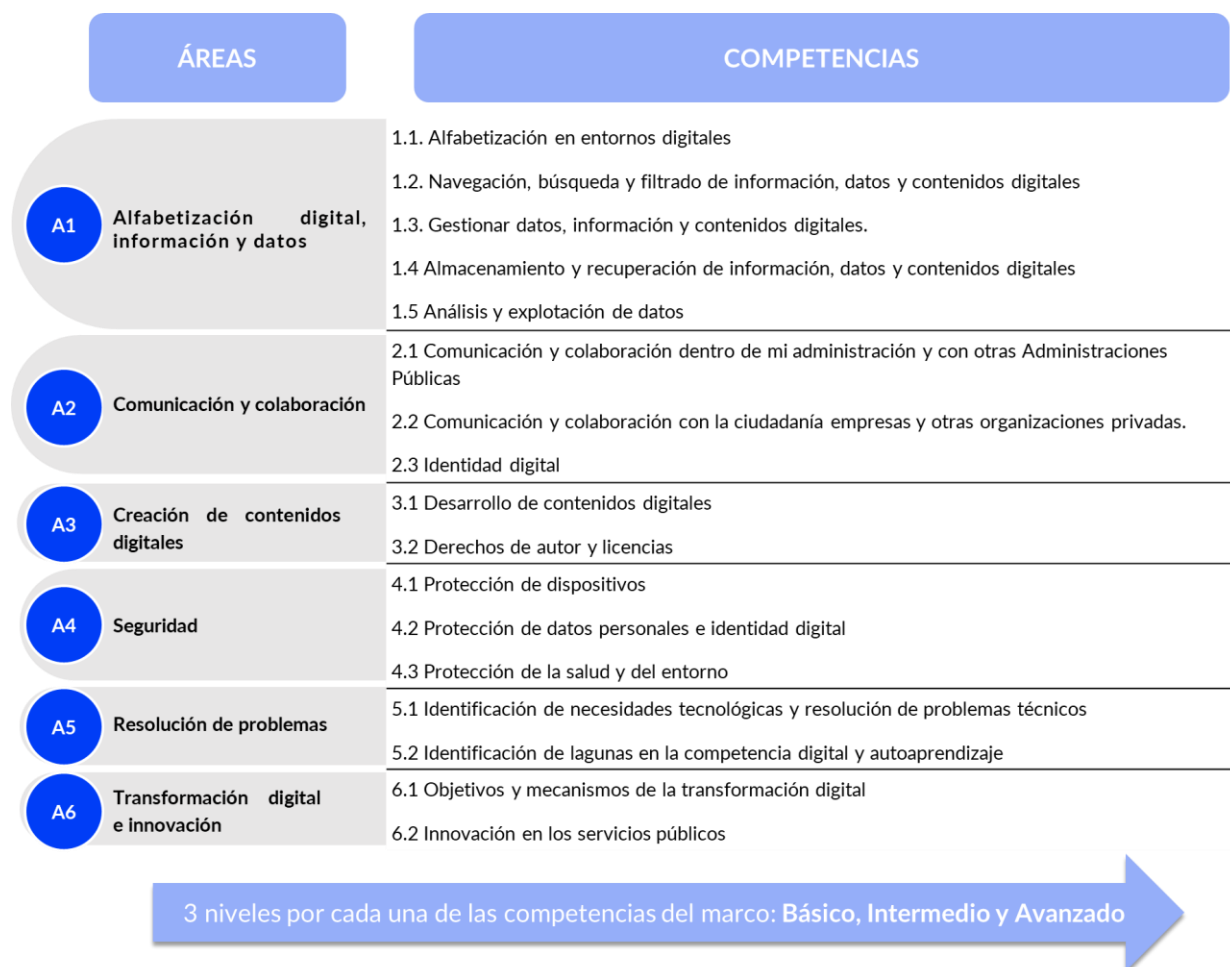 ÁREAS
COMPETENCIAS
A1
Alfabetización digital,
información y datos
1.1. Alfabetización en entornos digitales
1.2. Navegación, búsqueda y filtrado de información, datos y contenidos digitales
1.3. Gestionar datos, información y contenidos digitales.
1.4 Almacenamiento y recuperación de información, datos y contenidos digitales
1.5 Análisis y explotación de datos
A2
Comunicación y colaboración
2.1 Comunicación y colaboración dentro de mi administración y con otras Administraciones
Públicas
2.2 Comunicación y colaboración con la ciudadanía empresas y otras organizaciones privadas.
2.3 Identidad digital
A3
Creación de contenidos
digitales
3.1 Desarrollo de contenidos digitales
3.2 Derechos de autor y licencias
A4
Seguridad
4.1 Protección de dispositivos
4.2 Protección de datos personales e identidad digital
4.3 Protección de la salud y del entorno
A5
Resolución de problemas
5.1 Identificación de necesidades tecnológicas y resolución de problemas técnicos
5.2 Identificación de lagunas en la competencia digital y autoaprendizaje
A6
Transformación digital
e innovación
6.1 Objetivos y mecanismos de la transformación digital
6.2 Innovación en los servicios públicos
3 niveles por cada una de las competencias del marco: Básico, Intermedio y Avanzado